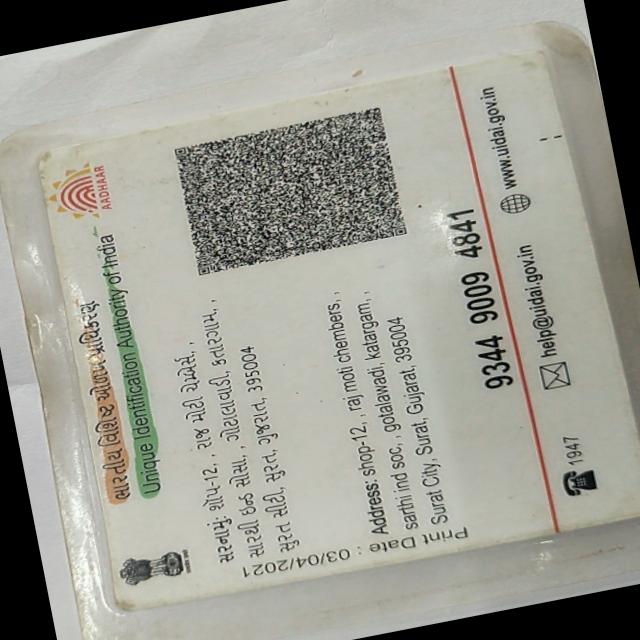 ભારતીય વિશિષ્ટ ઓળખ પ્રાધિકરણ
Unique Identification Authority of India
AADHAAR
સરનામું: શોપ-12, , રાજ મોટી ચેમ્બર્સ, ,
સારથી ઇન્ડ સોસા, , ગોટાલાવાડી, કતારગામ, ,
સુરત સીટી, સુરત, ગુજરાત, 395004
Address: shop-12, , raj moti chembers, ,
sarthi ind soc, , gotalawadi, katargam, ,
Surat City, Surat, Gujarat, 395004
Print Date : 03/04/2021
9344 9009 4841
1947
help@uidai.gov.in
www.uidai.gov.in